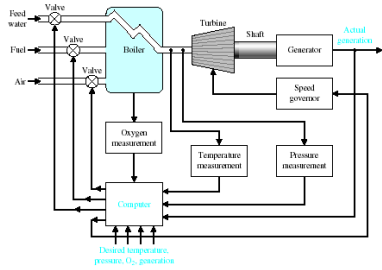 Feed
water
Valve
Fuel
Valve
Air
Valve
Boiler
Turbine
Shaft
Generator
Actual
generation
Speed
governor
Oxygen
measurement
Temperature
measurement
Pressure
measurement
Computer
Desired temperature,
pressure, O2, generation